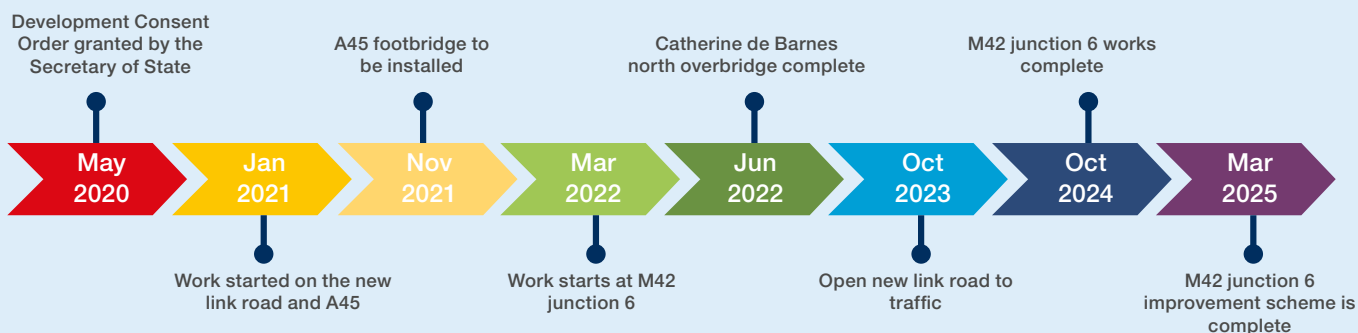 Development Consent
Order granted by the
Secretary of State
A45 footbridge to
be installed
Catherine de Barnes
north overbridge complete
M42 junction 6 works
complete
May
2020
Jan
2021
Nov
2021
Mar
2022
Jun
2022
Oct
2023
Oct
2024
Mar
2025
Work started on the new
link road and A45
Work starts at M42
junction 6
Open new link road to
traffic
M42 junction 6
improvement scheme is
complete